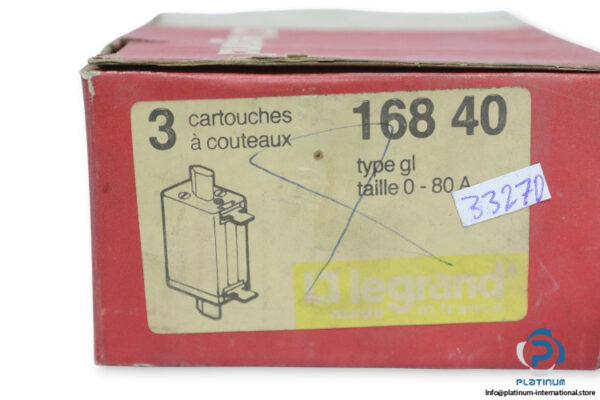 3 cartouches
à couteaux
168 40
type gl
taille 0 - 80 A
33270
legrand®
made in france
PLATINUM
Info@platinum-international.store